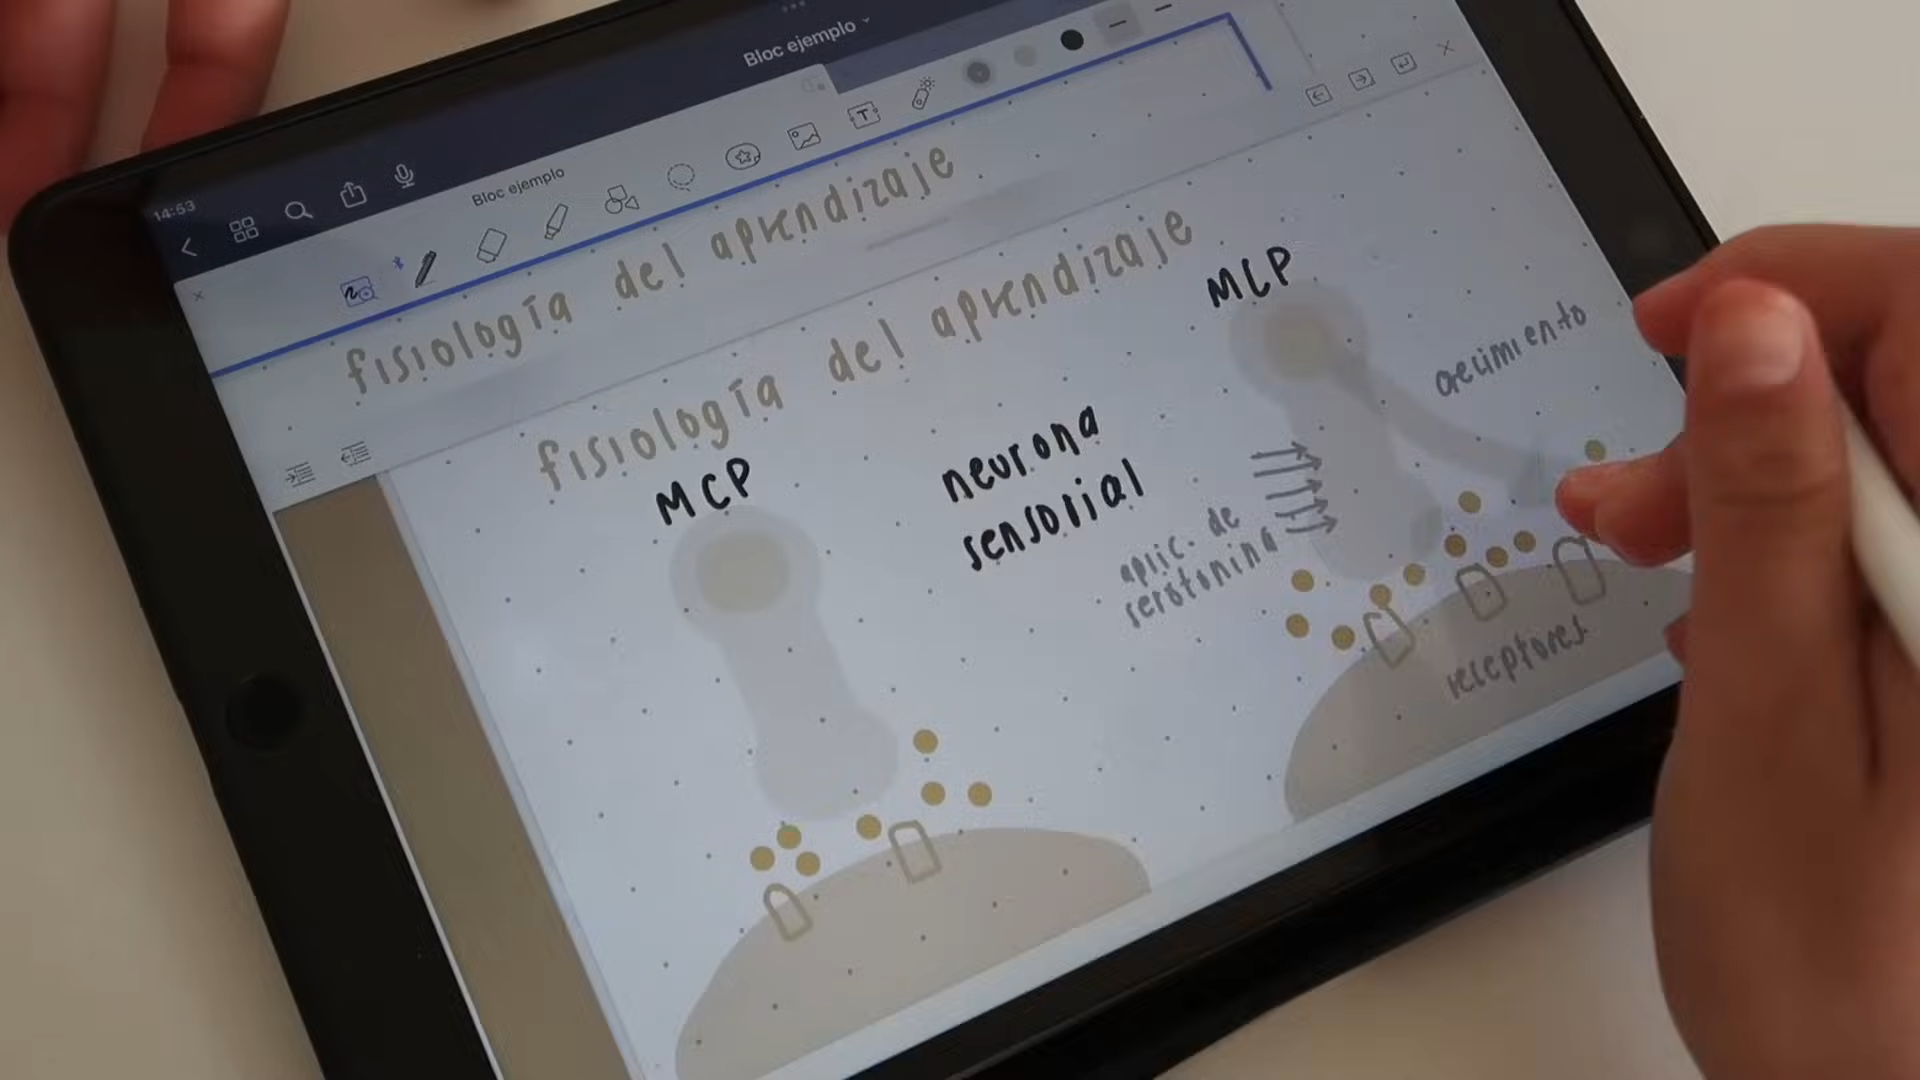 Bloc ejemplo
14:53
Bloc ejemplo
fisiología del aprendizaje
fisiología del aprendizaje
MCP
neurona
sensorial
MLP
crecimiento
aplic. de
serotonina
receptores